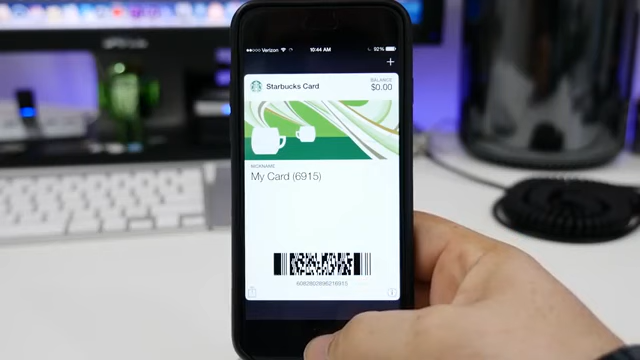 Verizon 10:44 AM 92%
+
Starbucks Card
BALANCE
$0.00
NICKNAME
My Card (6915)